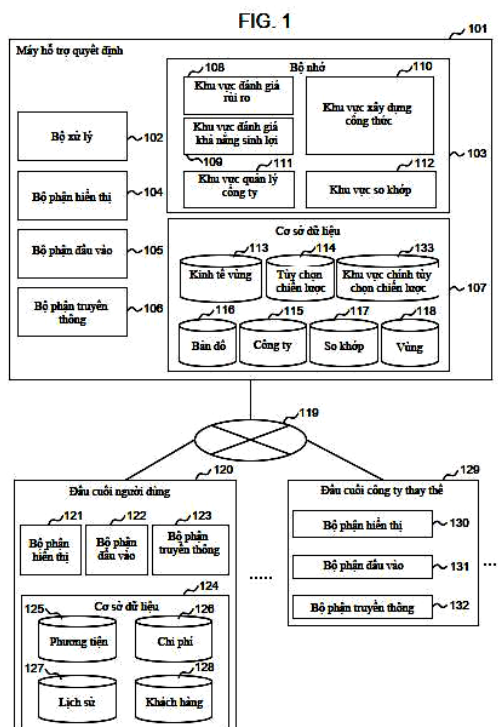 FIG. 1
101
Máy hỗ trợ quyết định
Bộ xử lý
102
Bộ phận hiển thị
104
Bộ phận đầu vào
105
Bộ phận truyền
thông
106
108
Bộ nhớ
110
Khu vực đánh giá
rủi ro
Khu vực đánh giá
khả năng sinh lợi
109
111
Khu vực xây dựng
công thức
103
112
Khu vực quản lý
công ty
Khu vực so khớp
Cơ sở dữ liệu
113
114
133
Kinh tế vùng
Tùy chọn
chiến lược
Khu vực chính tùy
chọn chiến lược
107
116
115
117
118
Bản đồ
Công ty
So khớp
Vùng
119
120
Đầu cuối người dùng
121
122
123
Bộ phận
hiển thị
Bộ phận
đầu vào
Bộ phận
truyền thông
124
Cơ sở dữ liệu
125
126
Phương tiện
Chi phí
127
128
Lịch sử
Khách hàng
.....
129
Đầu cuối công ty thay thế
Bộ phận hiển thị
130
Bộ phận đầu vào
131
Bộ phận truyền thông
132
...